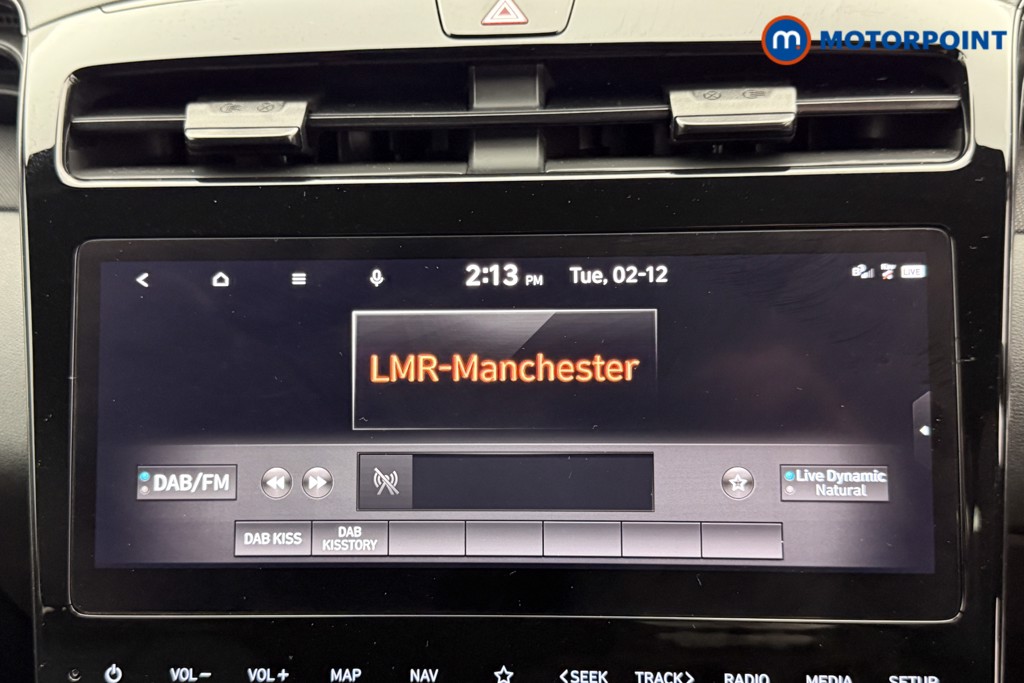 m MOTORPOINT
2:13 PM Tue, 02-12
LIVE
LMR-Manchester
DAB/FM
Live Dynamic
Natural
DAB KISS
DAB
KISSTORY
VOL- VOL+ MAP NAV <SEEK TRACK> RADIO MEDIA SETUP